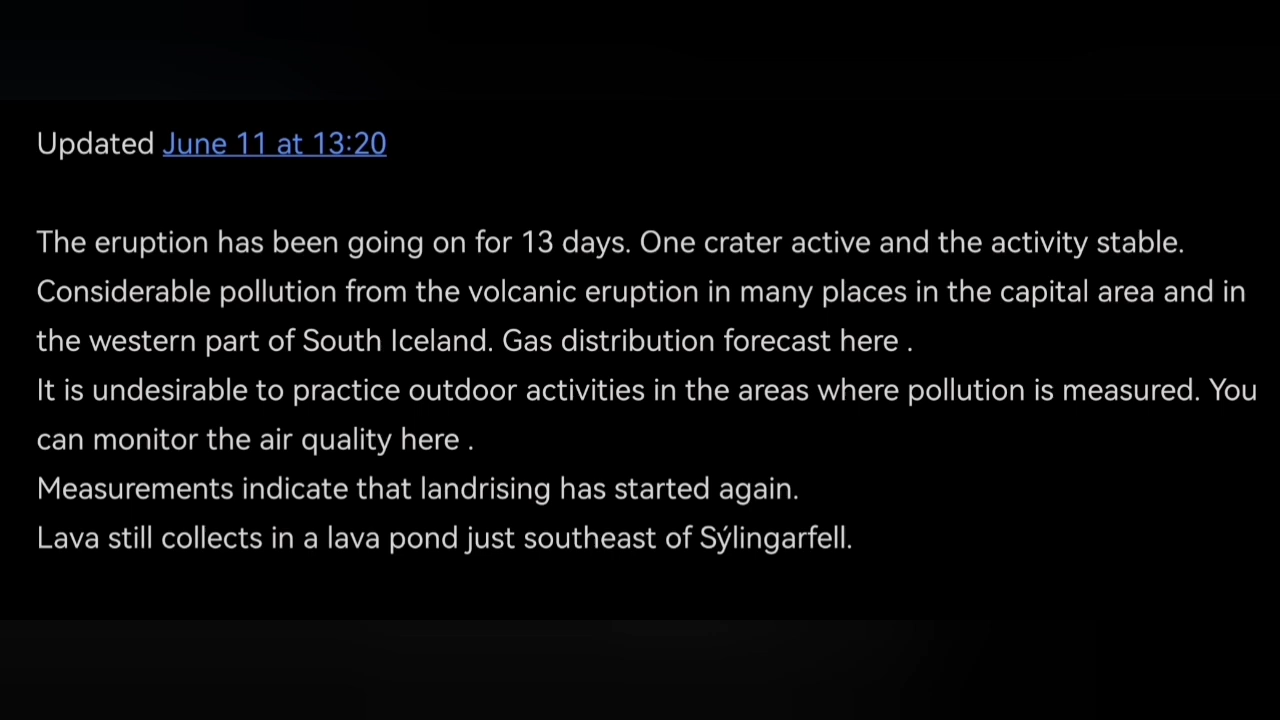 Updated June 11 at 13:20
The eruption has been going on for 13 days. One crater active and the activity stable.
Considerable pollution from the volcanic eruption in many places in the capital area and in
the western part of South Iceland. Gas distribution forecast here .
It is undesirable to practice outdoor activities in the areas where pollution is measured. You
can monitor the air quality here .
Measurements indicate that landrising has started again.
Lava still collects in a lava pond just southeast of Sýlingarfell.